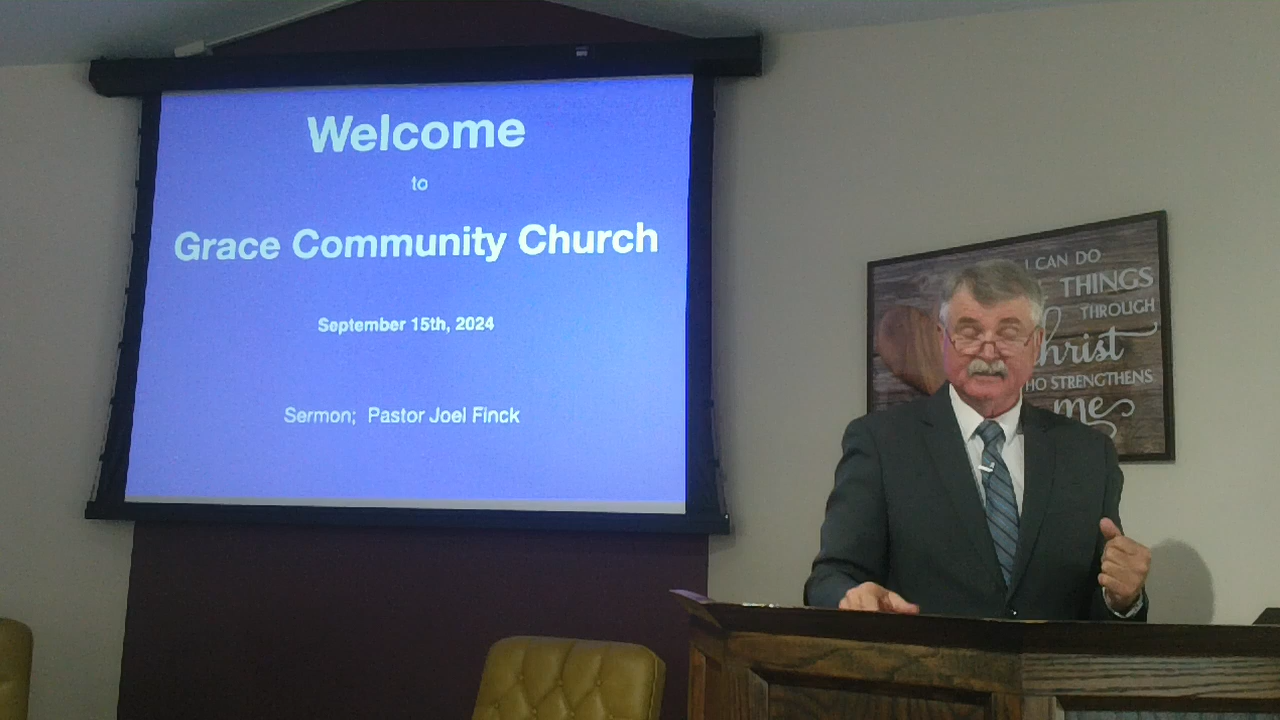 Welcome
to
Grace Community Church
September 15th, 2024
Sermon; Pastor Joel Finck
I CAN DO
THINGS
THROUGH
hrist
HO STRENGTHENS
me